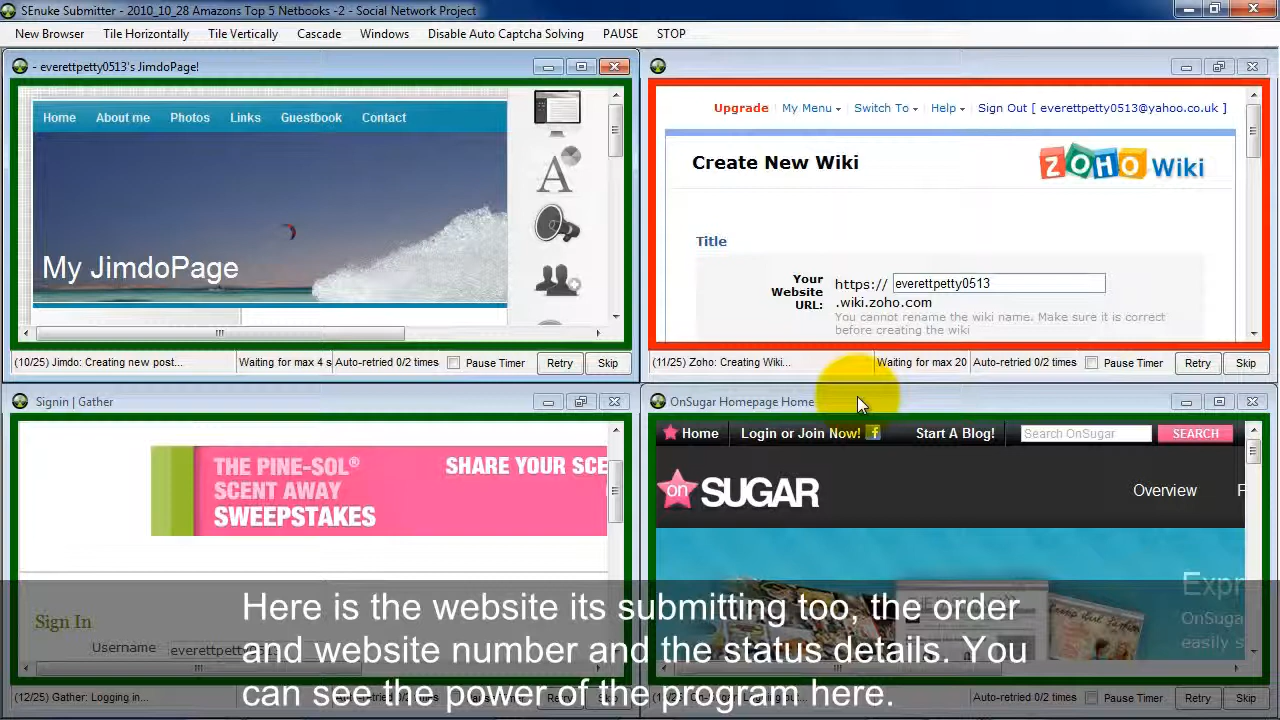 SEnuke Submitter - 2010_10_28 Amazons Top 5 Netbooks -2 - Social Network Project
New Browser Tile Horizontally Tile Vertically Cascade Windows Disable Auto Captcha Solving PAUSE STOP
- everettpetty0513's JimdoPage!
Home About me Photos Links Guestbook Contact
My JimdoPage
(10/25) Jimdo: Creating new post... Waiting for max 4 s Auto-retried 0/2 times Pause Timer Retry Skip
Upgrade My Menu Switch To Help Sign Out [ everettpetty0513@yahoo.co.uk ]
Create New Wiki
ZOHO Wiki
Title
Your Website URL: https:// everettpetty0513
.wiki.zoho.com
You cannot rename the wiki name. Make sure it is correct
before creating the wiki
(11/25) Zoho: Creating Wiki... Waiting for max 20 Auto-retried 0/2 times Pause Timer Retry Skip
Signin | Gather
THE PINE-SOL® SHARE YOUR SCE
SCENT AWAY
SWEEPSTAKES
Sign In
Username everettpetty
(12/25) Gather: Logging in...
OnSugar Homepage Home
Home Login or Join Now! Start A Blog! Search OnSugar SEARCH
on SUGAR
Overview F
Expr
OnSuga
easily s
Auto-retried 0/2 times Pause Timer Retry Skip
Here is the website its submitting too, the order
and website number and the status details. You
can see the power of the program here.